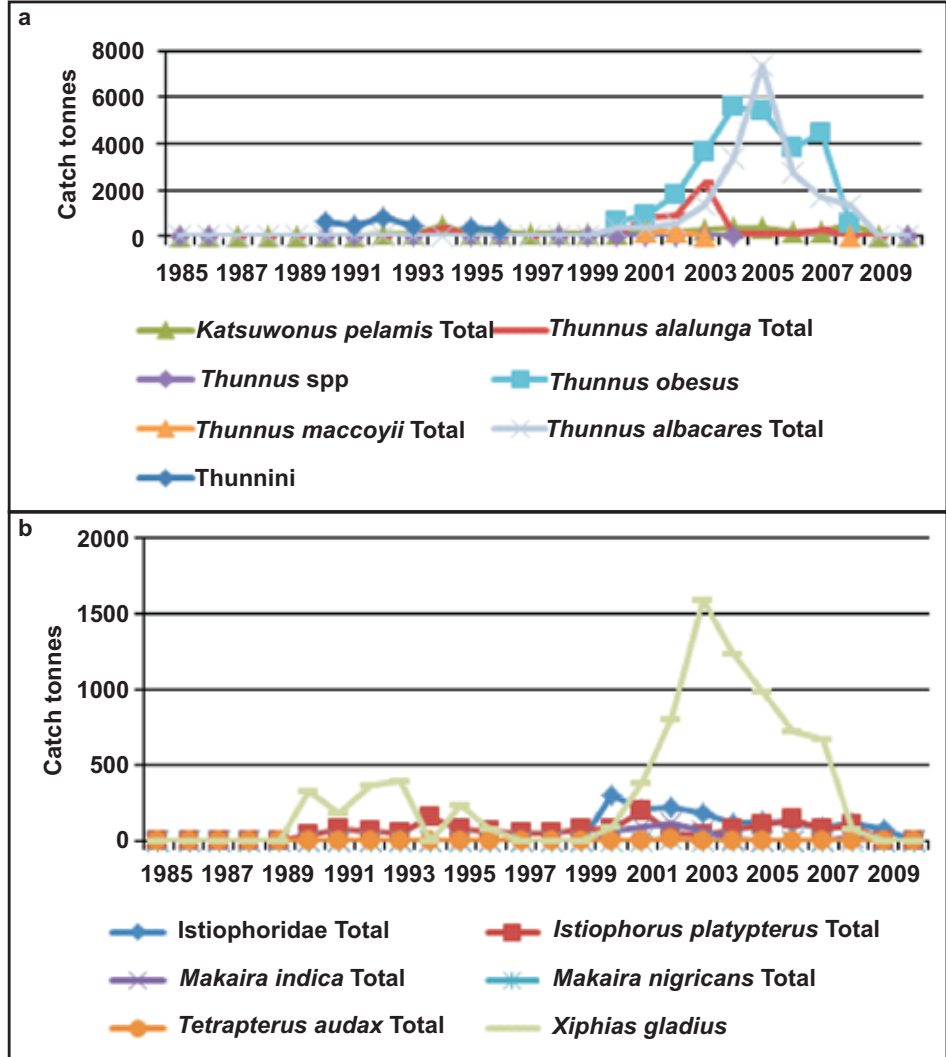 a
Catch tonnes
8000
6000
4000
2000
0
1985 1987 1989 1991 1993 1995 1997 1999 2001 2003 2005 2007 2009
Katsuwonus pelamis Total Thunnus alalunga Total
Thunnus spp Thunnus obesus
Thunnus maccoyii Total Thunnus albacares Total
Thunnini
b
Catch tonnes
2000
1500
1000
500
0
1985 1987 1989 1991 1993 1995 1997 1999 2001 2003 2005 2007 2009
Istiophoridae Total Istiophorus platypterus Total
Makaira indica Total Makaira nigricans Total
Tetrapterus audax Total Xiphias gladius